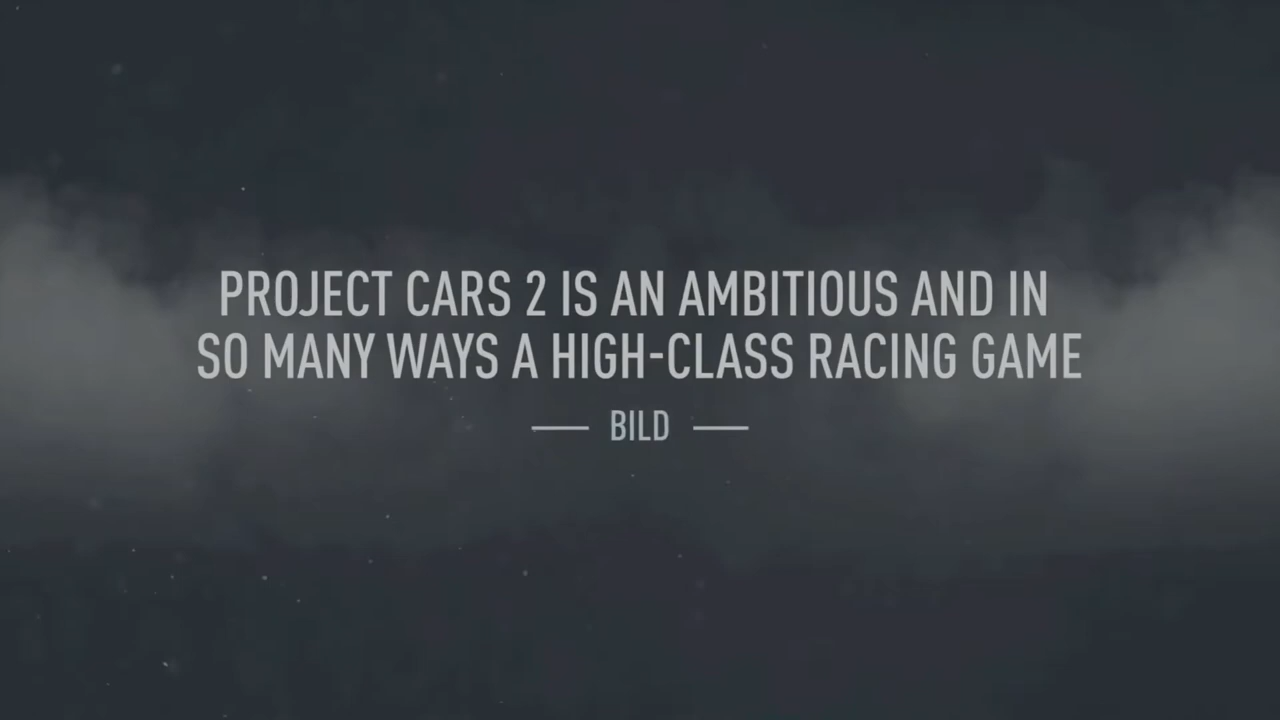 PROJECT CARS 2 IS AN AMBITIOUS AND IN
SO MANY WAYS A HIGH-CLASS RACING GAME
BILD